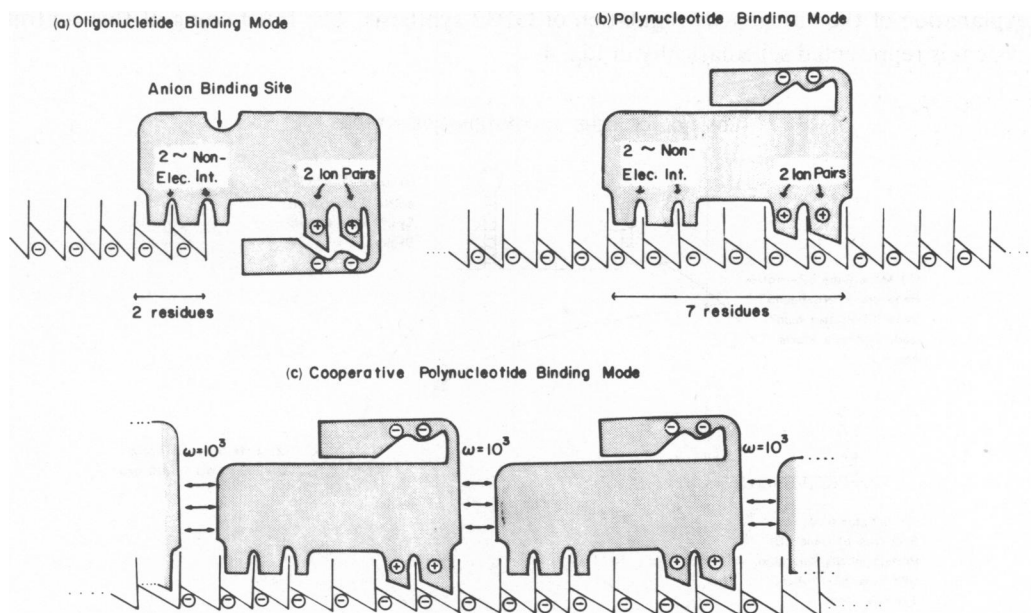 (a) Oligonucletide Binding Mode
Anion Binding Site
2 ~ Non-
Elec. Int.
2 Ion Pairs
2 residues
(b) Polynucleotide Binding Mode
2 ~ Non-
Elec. Int.
2 Ion Pairs
7 residues
(c) Cooperative Polynucleotide Binding Mode
ω=10³
ω=10³
ω=10³